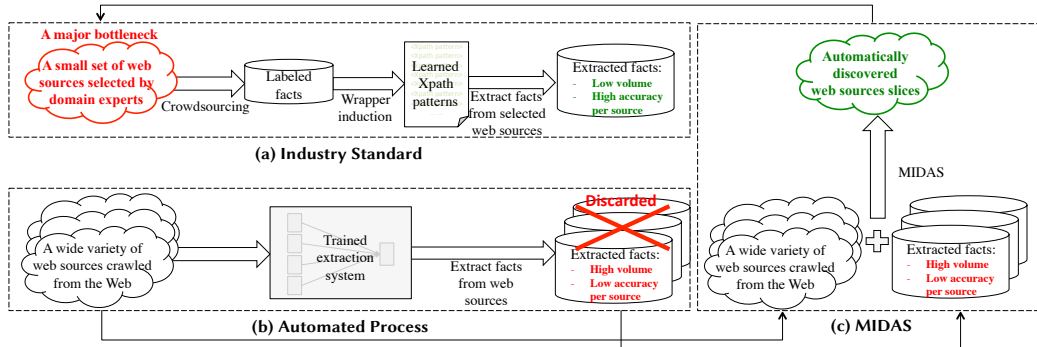 A major bottleneck
A small set of web
sources selected by
domain experts
Crowdsourcing
Labeled
facts
Wrapper
induction
Learned
Xpath
patterns
Extract facts
from selected
web sources
Extracted facts:
- Low volume
- High accuracy
per source
(a) Industry Standard
A wide variety of
web sources crawled
from the Web
Trained
extraction
system
Extract facts
from web
sources
Discarded
Extracted facts:
- High volume
- Low accuracy
per source
(b) Automated Process
Automatically
discovered
web sources slices
MIDAS
A wide variety of
web sources crawled
from the Web
Extracted facts:
- High volume
- Low accuracy
per source
(c) MIDAS